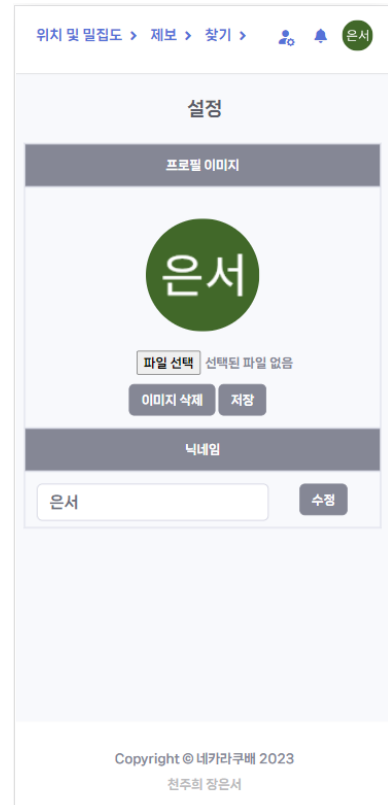 위치 및 밀집도 > 제보 > 찾기 > 은서
설정
프로필 이미지
은서
파일 선택 선택된 파일 없음
이미지 삭제 저장
닉네임
은서 수정
Copyright © 네카라쿠배 2023
천주희 장은서